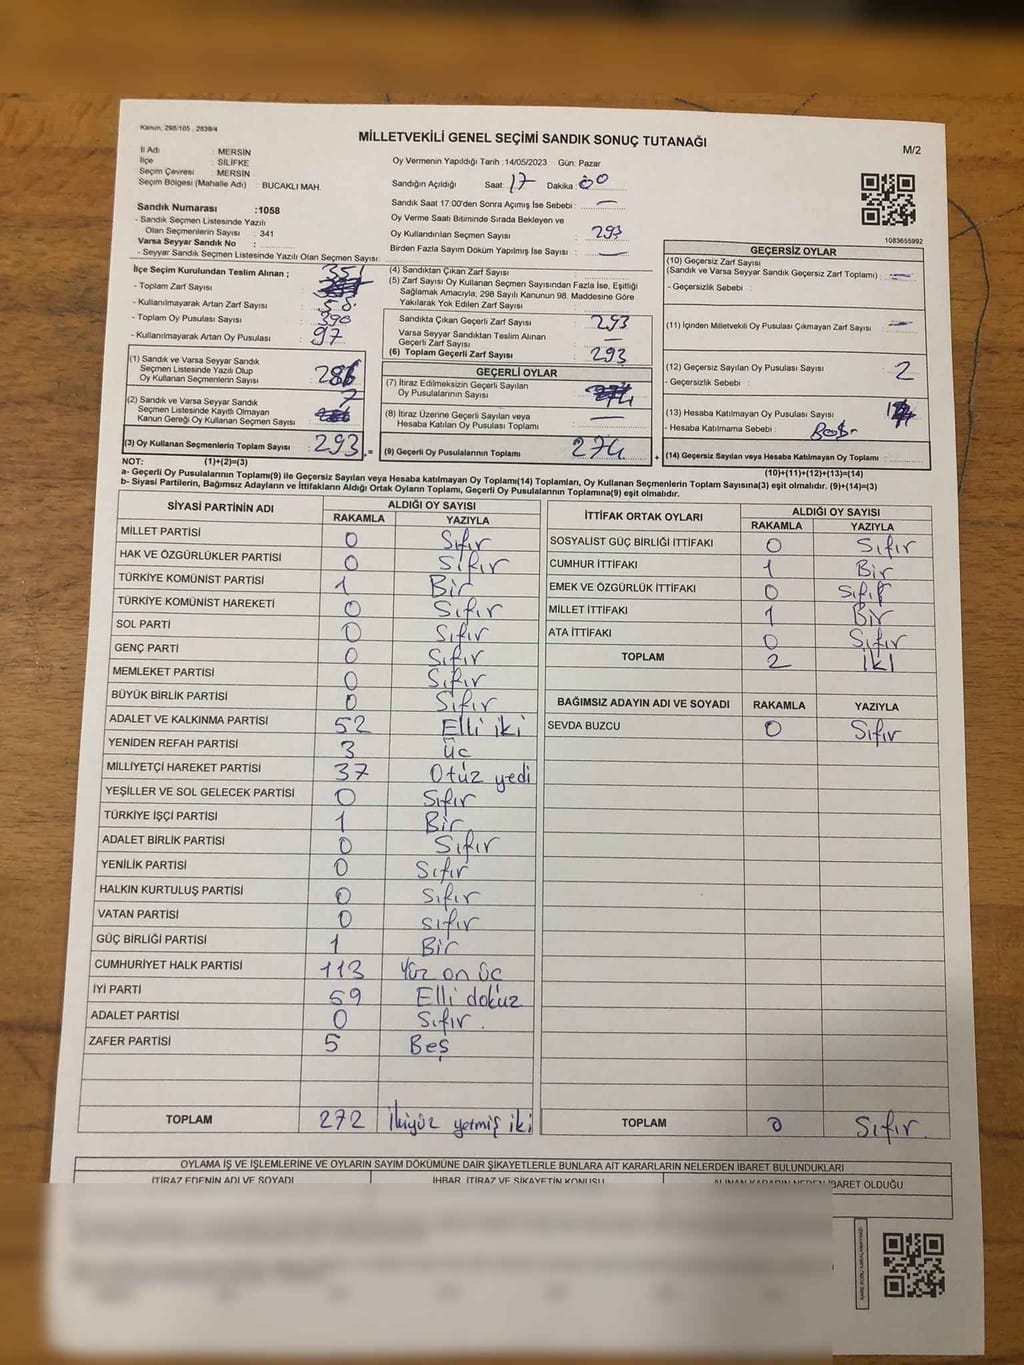 Kanun, 298/105 , 2839/4
MİLLETVEKİLİ GENEL SEÇİMİ SANDIK SONUÇ TUTANAĞI
M/2
İl Adı : MERSİN
İlçe : SİLİFKE
Seçim Çevresi : MERSİN
Seçim Bölgesi (Mahalle Adı) : BUCAKLI MAH.
Sandık Numarası :1058
- Sandık Seçmen Listesinde Yazılı
Olan Seçmenlerin Sayısı : 341
Varsa Seyyar Sandık No :
- Seyyar Sandık Seçmen Listesinde Yazılı Olan Seçmen Sayısı:
Oy Vermenin Yapıldığı Tarih :14/05/2023 Gün: Pazar
Sandığın Açıldığı Saat: 17 Dakika: 00
Sandık Saat 17:00'den Sonra Açımış İse Sebebi : —
Oy Verme Saati Bitiminde Sırada Bekleyen ve
Oy Kullandırılan Seçmen Sayısı : 293
Birden Fazla Sayım Döküm Yapılmış İse Sayısı : —
1083655992
İlçe Seçim Kurulundan Teslim Alınan ; 351
- Toplam Zarf Sayısı :
- Kullanılmayarak Artan Zarf Sayısı : 58
- Toplam Oy Pusulası Sayısı : 390
- Kullanılmayarak Artan Oy Pusulası : 97
(1) Sandık ve Varsa Seyyar Sandık
Seçmen Listesinde Yazılı Olup
Oy Kullanan Seçmenlerin Sayısı : 286
(2) Sandık ve Varsa Seyyar Sandık 7
Seçmen Listesinde Kayıtlı Olmayan
Kanun Gereği Oy Kullanan Seçmen Sayısı :
(3) Oy Kullanan Seçmenlerin Toplam Sayısı : 293 =
(4) Sandıktan Çıkan Zarf Sayısı :
(5) Zarf Sayısı Oy Kullanan Seçmen Sayısından Fazla İse, Eşitliği
Sağlamak Amacıyla, 298 Sayılı Kanunun 98. Maddesine Göre
Yakılarak Yok Edilen Zarf Sayısı :
Sandıkta Çıkan Geçerli Zarf Sayısı : 293
Varsa Seyyar Sandıktan Teslim Alınan
Geçerli Zarf Sayısı : —
(6) Toplam Geçerli Zarf Sayısı : 293
GEÇERLİ OYLAR
(7) İtiraz Edilmeksizin Geçerli Sayılan
Oy Pusulalarının Sayısı :
(8) İtiraz Üzerine Geçerli Sayılan veya
Hesaba Katılan Oy Pusulası Toplamı : —
(9) Geçerli Oy Pusulalarının Toplamı : 274 +
GEÇERSİZ OYLAR
(10) Geçersiz Zarf Sayısı
(Sandık ve Varsa Seyyar Sandık Geçersiz Zarf Toplamı) : —
- Geçersizlik Sebebi :
(11) İçinden Milletvekili Oy Pusulası Çıkmayan Zarf Sayısı : —
(12) Geçersiz Sayılan Oy Pusulası Sayısı : 2
- Geçersizlik Sebebi :
(13) Hesaba Katılmayan Oy Pusulası Sayısı :
- Hesaba Katılmama Sebebi :
(14) Geçersiz Sayılan veya Hesaba Katılmayan Oy Toplamı :
NOT: (1)+(2)=(3)
(10)+(11)+(12)+(13)=(14)
a- Geçerli Oy Pusulalarının Toplamı(9) ile Geçersiz Sayılan veya Hesaba katılmayan Oy Toplamı(14) Toplamları, Oy Kullanan Seçmenlerin Toplam Sayısına(3) eşit olmalıdır. (9)+(14)=(3)
b- Siyasi Partilerin, Bağımsız Adayların ve İttifakların Aldığı Ortak Oyların Toplamı, Geçerli Oy Pusulalarının Toplamına(9) eşit olmalıdır.
SİYASİ PARTİNİN ADI ALDIĞI OY SAYISI
RAKAMLA YAZIYLA
MİLLET PARTİSİ 0 Sıfır
HAK VE ÖZGÜRLÜKLER PARTİSİ 0 Sıfır
TÜRKİYE KOMÜNİST PARTİSİ 1 Bir
TÜRKİYE KOMÜNİST HAREKETİ 0 Sıfır
SOL PARTİ 0 Sıfır
GENÇ PARTİ 0 Sıfır
MEMLEKET PARTİSİ 0 Sıfır
BÜYÜK BİRLİK PARTİSİ 0 Sıfır
ADALET VE KALKINMA PARTİSİ 52 Elli iki
YENİDEN REFAH PARTİSİ 3 üc
MİLLİYETÇİ HAREKET PARTİSİ 37 Otüz yedi
YEŞİLLER VE SOL GELECEK PARTİSİ 0 Sıfır
TÜRKİYE İŞÇİ PARTİSİ 1 Bir
ADALET BİRLİK PARTİSİ 0 Sıfır
YENİLİK PARTİSİ 0 Sıfır
HALKIN KURTULUŞ PARTİSİ 0 Sıfır
VATAN PARTİSİ 0 sıfır
GÜÇ BİRLİĞİ PARTİSİ 1 Bir
CUMHURİYET HALK PARTİSİ 113 Yüz on üc
İYİ PARTİ 59 Elli doküz
ADALET PARTİSİ 0 Sıfır.
ZAFER PARTİSİ 5 Beş
TOPLAM 272 İkiyüz yetmiş iki
İTTİFAK ORTAK OYLARI ALDIĞI OY SAYISI
RAKAMLA YAZIYLA
SOSYALİST GÜÇ BİRLİĞİ İTTİFAKI 0 Sıfır
CUMHUR İTTİFAKI 1 Bir
EMEK VE ÖZGÜRLÜK İTTİFAKI 0 Sıfır
MİLLET İTTİFAKI 1 Bir
ATA İTTİFAKI 0 Sıfır
TOPLAM 2 İKİ
BAĞIMSIZ ADAYIN ADI VE SOYADI RAKAMLA YAZIYLA
SEVDA BUZCU 0 Sıfır
TOPLAM 0 Sıfır.
OYLAMA İŞ VE İŞLEMLERİNE VE OYLARIN SAYIM DÖKÜMÜNE DAİR ŞİKAYETLERLE BUNLARA AİT KARARLARIN NELERDEN İBARET BULUNDUKLARI
İTİRAZ EDENİN ADI VE SOYADI İHBAR, İTİRAZ VE ŞİKAYETİN KONUSU ALINAN KARARIN NEDEN İBARET OLDUĞU